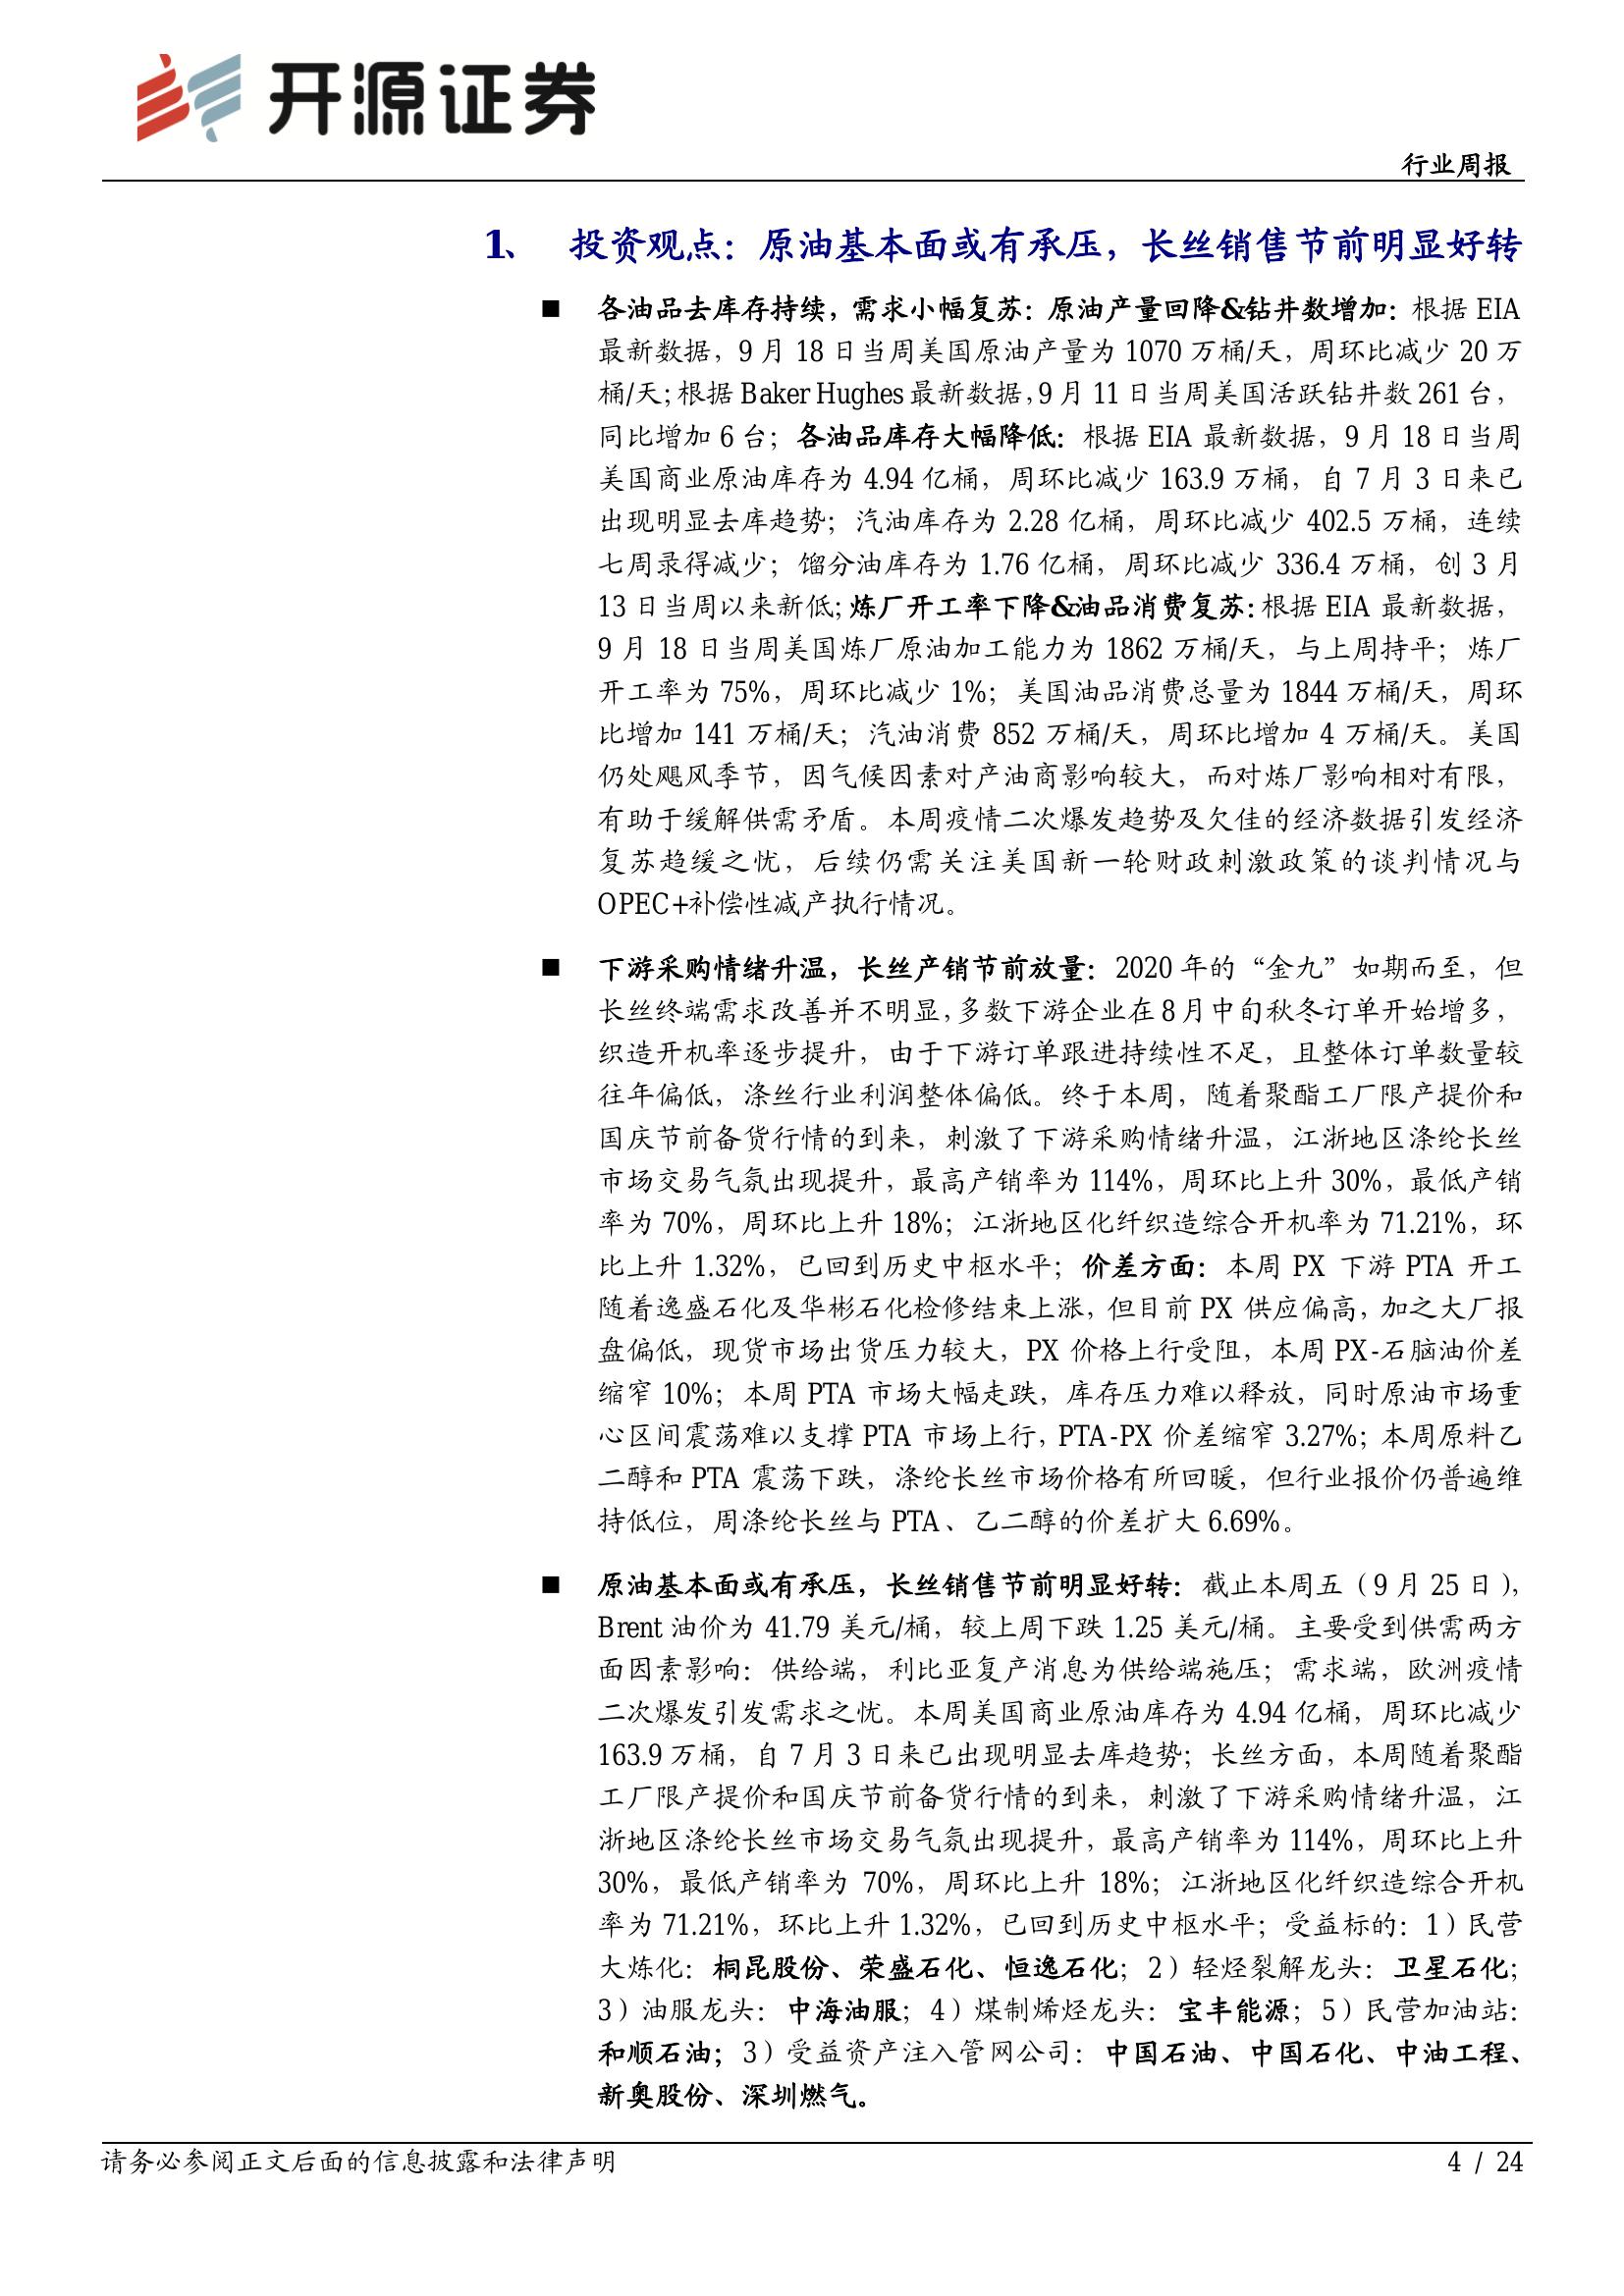 开源证券
行业周报
1、 投资观点：原油基本面或有承压，长丝销售节前明显好转
■ 各油品去库存持续，需求小幅复苏：原油产量回降&钻井数增加：根据 EIA
最新数据，9 月 18 日当周美国原油产量为 1070 万桶/天，周环比减少 20 万
桶/天；根据 Baker Hughes 最新数据，9 月 11 日当周美国活跃钻井数 261 台，
同比增加 6 台；各油品库存大幅降低：根据 EIA 最新数据，9 月 18 日当周
美国商业原油库存为 4.94 亿桶，周环比减少 163.9 万桶，自 7 月 3 日来已
出现明显去库趋势；汽油库存为 2.28 亿桶，周环比减少 402.5 万桶，连续
七周录得减少；馏分油库存为 1.76 亿桶，周环比减少 336.4 万桶，创 3 月
13 日当周以来新低；炼厂开工率下降&油品消费复苏：根据 EIA 最新数据，
9 月 18 日当周美国炼厂原油加工能力为 1862 万桶/天，与上周持平；炼厂
开工率为 75%，周环比减少 1%；美国油品消费总量为 1844 万桶/天，周环
比增加 141 万桶/天；汽油消费 852 万桶/天，周环比增加 4 万桶/天。美国
仍处飓风季节，因气候因素对产油商影响较大，而对炼厂影响相对有限，
有助于缓解供需矛盾。本周疫情二次爆发趋势及欠佳的经济数据引发经济
复苏趋缓之忧，后续仍需关注美国新一轮财政刺激政策的谈判情况与
OPEC+补偿性减产执行情况。
■ 下游采购情绪升温，长丝产销节前放量：2020 年的“金九”如期而至，但
长丝终端需求改善并不明显，多数下游企业在 8 月中旬秋冬订单开始增多，
织造开机率逐步提升，由于下游订单跟进持续性不足，且整体订单数量较
往年偏低，涤丝行业利润整体偏低。终于本周，随着聚酯工厂限产提价和
国庆节前备货行情的到来，刺激了下游采购情绪升温，江浙地区涤纶长丝
市场交易气氛出现提升，最高产销率为 114%，周环比上升 30%，最低产销
率为 70%，周环比上升 18%；江浙地区化纤织造综合开机率为 71.21%，环
比上升 1.32%，已回到历史中枢水平；价差方面：本周 PX 下游 PTA 开工
随着逸盛石化及华彬石化检修结束上涨，但目前 PX 供应偏高，加之大厂报
盘偏低，现货市场出货压力较大，PX 价格上行受阻，本周 PX-石脑油价差
缩窄 10%；本周 PTA 市场大幅走跌，库存压力难以释放，同时原油市场重
心区间震荡难以支撑 PTA 市场上行，PTA-PX 价差缩窄 3.27%；本周原料乙
二醇和 PTA 震荡下跌，涤纶长丝市场价格有所回暖，但行业报价仍普遍维
持低位，周涤纶长丝与 PTA、乙二醇的价差扩大 6.69%。
■ 原油基本面或有承压，长丝销售节前明显好转：截止本周五（9 月 25 日），
Brent 油价为 41.79 美元/桶，较上周下跌 1.25 美元/桶。主要受到供需两方
面因素影响：供给端，利比亚复产消息为供给端施压；需求端，欧洲疫情
二次爆发引发需求之忧。本周美国商业原油库存为 4.94 亿桶，周环比减少
163.9 万桶，自 7 月 3 日来已出现明显去库趋势；长丝方面，本周随着聚酯
工厂限产提价和国庆节前备货行情的到来，刺激了下游采购情绪升温，江
浙地区涤纶长丝市场交易气氛出现提升，最高产销率为 114%，周环比上升
30%，最低产销率为 70%，周环比上升 18%；江浙地区化纤织造综合开机
率为 71.21%，环比上升 1.32%，已回到历史中枢水平；受益标的：1）民营
大炼化：桐昆股份、荣盛石化、恒逸石化；2）轻烃裂解龙头：卫星石化；
3）油服龙头：中海油服；4）煤制烯烃龙头：宝丰能源；5）民营加油站：
和顺石油；3）受益资产注入管网公司：中国石油、中国石化、中油工程、
新奥股份、深圳燃气。
请务必参阅正文后面的信息披露和法律声明
4 / 24